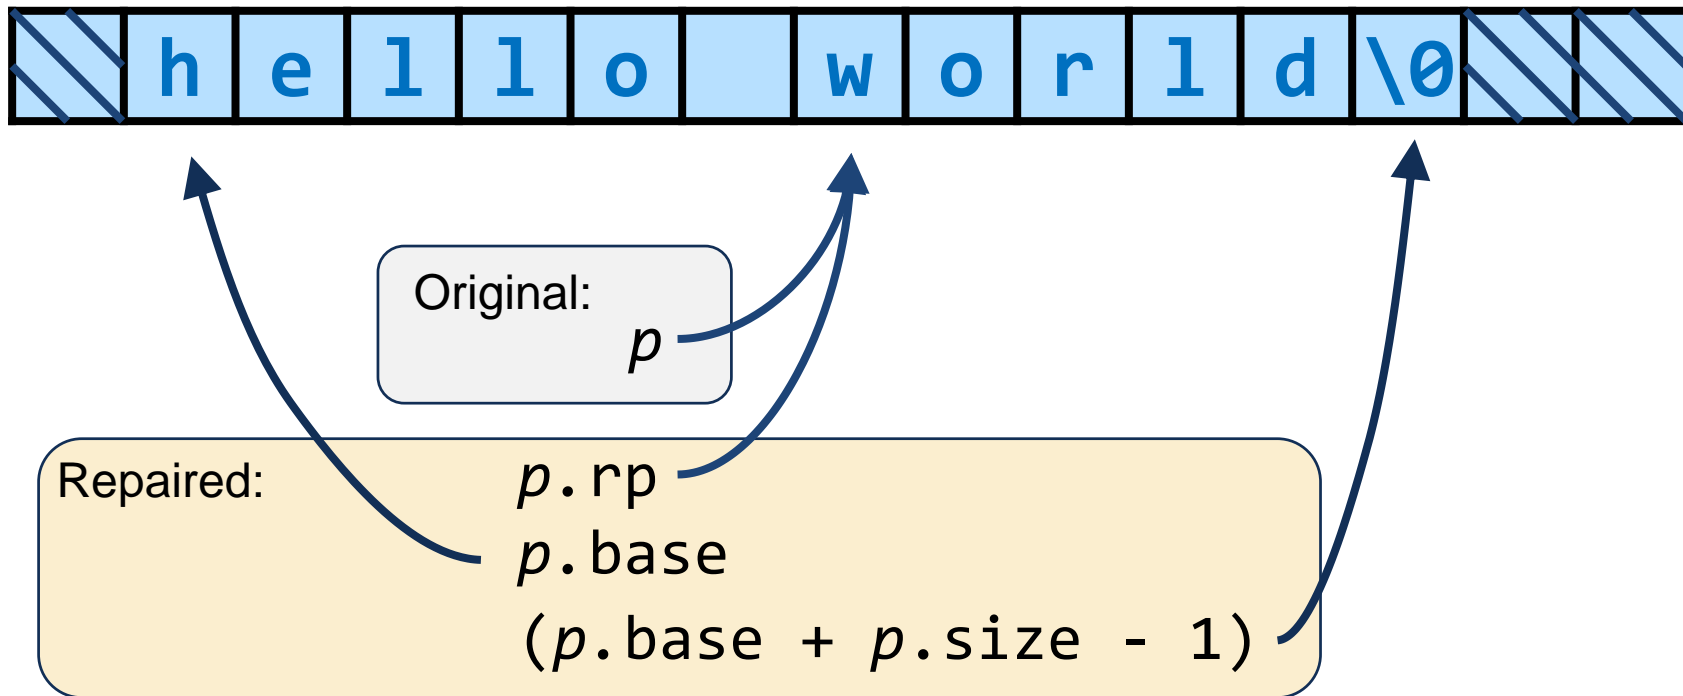 h e l l o w o r l d \0
Original:
p
Repaired: p.rp
p.base
(p.base + p.size - 1)